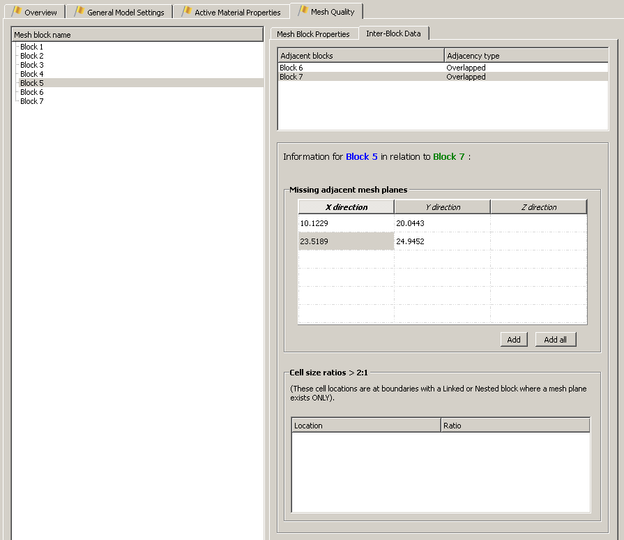 Overview General Model Settings Active Material Properties Mesh Quality
Mesh block name
Block 1
Block 2
Block 3
Block 4
Block 5
Block 6
Block 7
Mesh Block Properties Inter-Block Data
Adjacent blocks Adjacency type
Block 6 Overlapped
Block 7 Overlapped
Information for Block 5 in relation to Block 7 :
Missing adjacent mesh planes
X direction Y direction Z direction
10.1229 20.0443
23.5189 24.9452
Add Add all
Cell size ratios > 2:1
(These cell locations are at boundaries with a Linked or Nested block where a mesh plane
exists ONLY).
Location Ratio